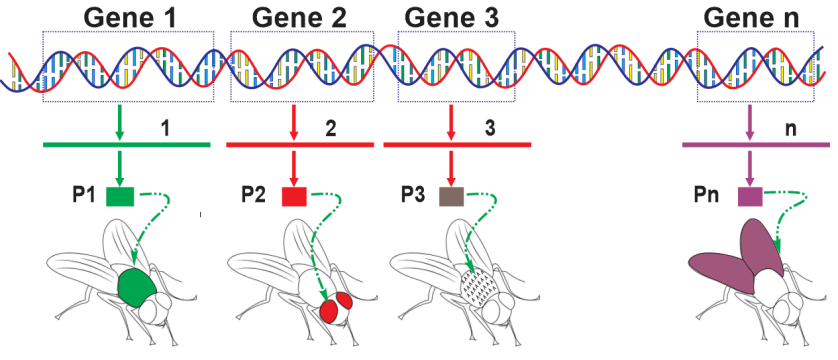 Gene 1 Gene 2 Gene 3 Gene n
1 2 3 n
P1 P2 P3 Pn